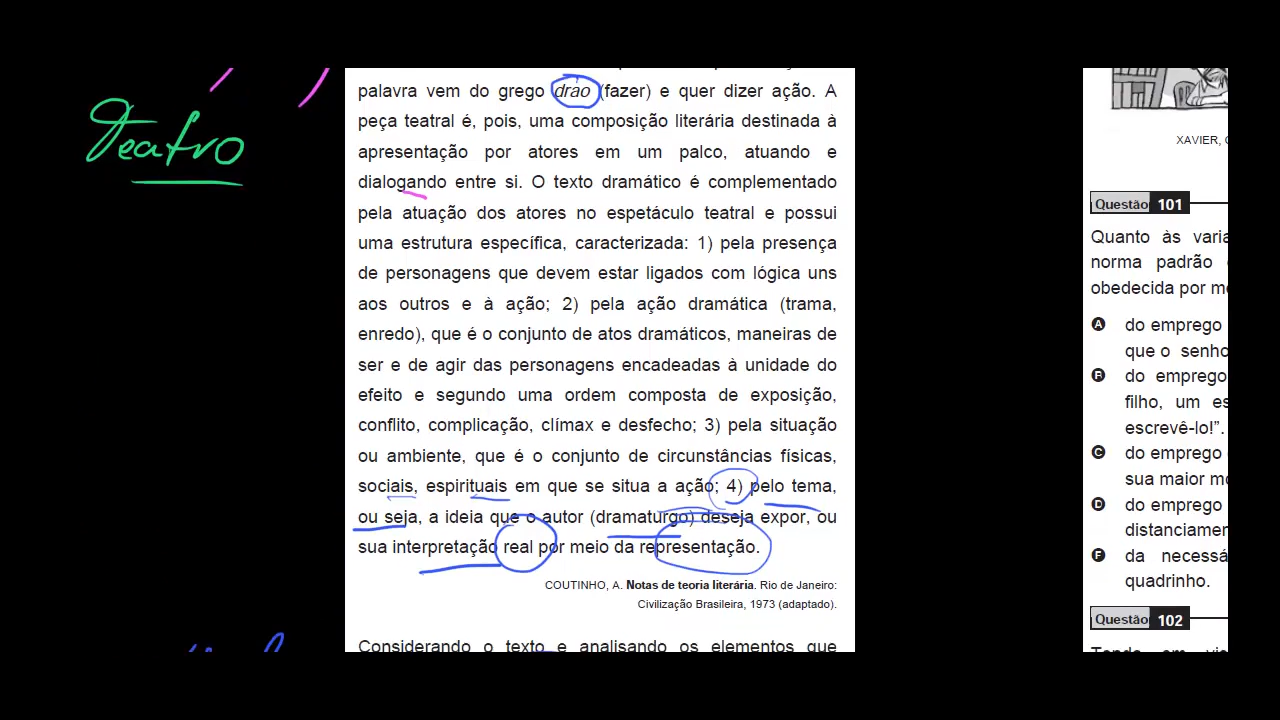 Teatro
palavra vem do grego drao (fazer) e quer dizer ação. A
peça teatral é, pois, uma composição literária destinada à
apresentação por atores em um palco, atuando e
dialogando entre si. O texto dramático é complementado
pela atuação dos atores no espetáculo teatral e possui
uma estrutura específica, caracterizada: 1) pela presença
de personagens que devem estar ligados com lógica uns
aos outros e à ação; 2) pela ação dramática (trama,
enredo), que é o conjunto de atos dramáticos, maneiras de
ser e de agir das personagens encadeadas à unidade do
efeito e segundo uma ordem composta de exposição,
conflito, complicação, clímax e desfecho; 3) pela situação
ou ambiente, que é o conjunto de circunstâncias físicas,
sociais, espirituais em que se situa a ação; 4) pelo tema,
ou seja, a ideia que o autor (dramaturgo) deseja expor, ou
sua interpretação real por meio da representação.
COUTINHO, A. Notas de teoria literária. Rio de Janeiro:
Civilização Brasileira, 1973 (adaptado).
Considerando o texto e analisando os elementos que
XAVIER,
Questão 101
Quanto às varia
norma padrão
obedecida por m
A do emprego
que o senho
B do emprego
filho, um es
escrevê-lo!”.
C do emprego
sua maior m
D do emprego
distanciamen
E da necessá
quadrinho.
Questão 102